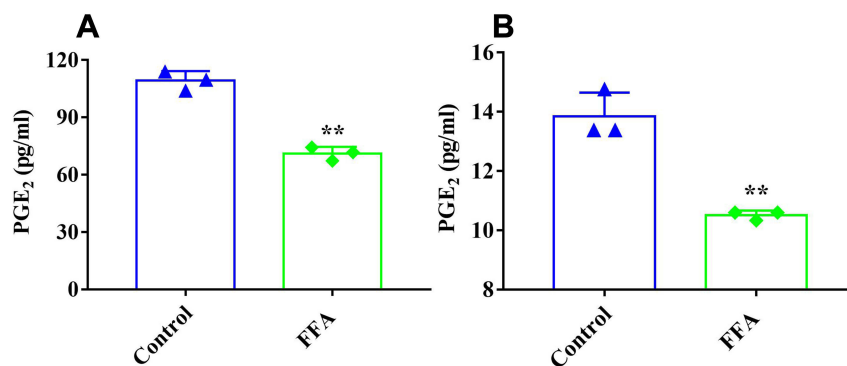 A
PGE₂ (pg/ml)
120
90
60
30
0
**
Control
FFA
B
PGE₂ (pg/ml)
16
14
12
10
8
**
Control
FFA